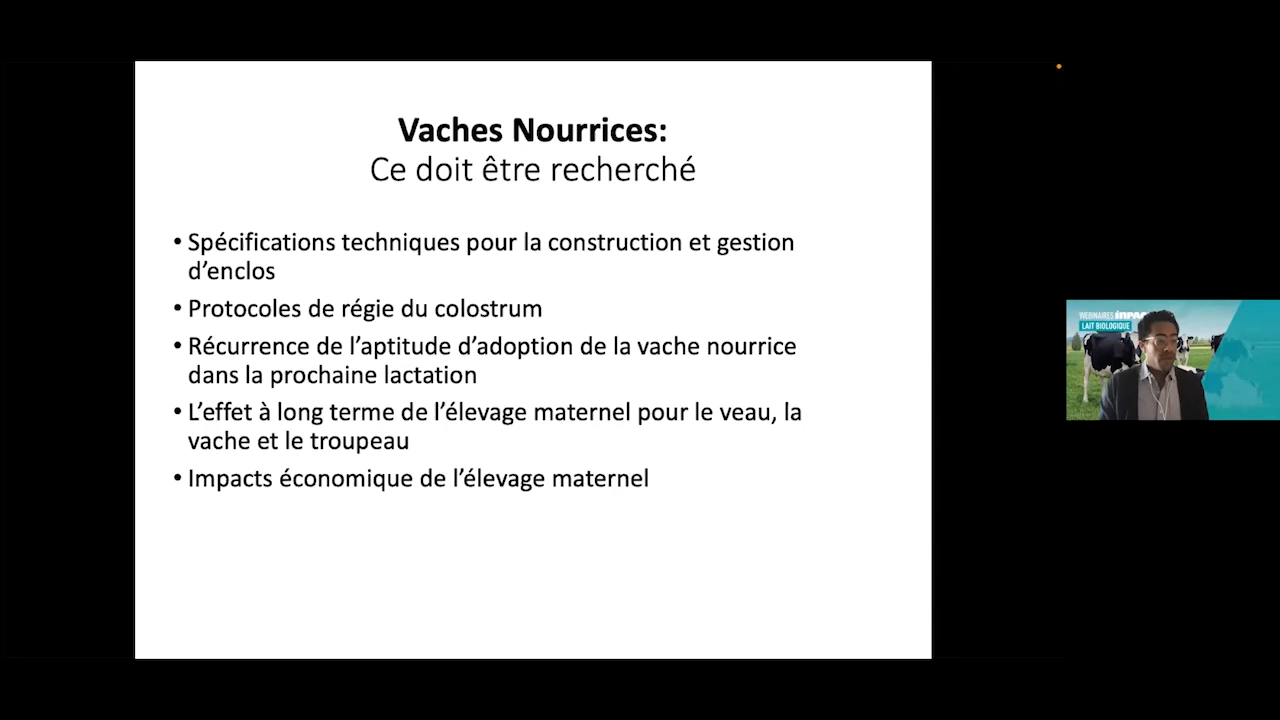 Vaches Nourrices:
Ce doit être recherché
• Spécifications techniques pour la construction et gestion
d’enclos
• Protocoles de régie du colostrum
• Récurrence de l’aptitude d’adoption de la vache nourrice
dans la prochaine lactation
• L’effet à long terme de l’élevage maternel pour le veau, la
vache et le troupeau
• Impacts économique de l’élevage maternel
WEBINAIRES
LAIT BIOLOGIQUE